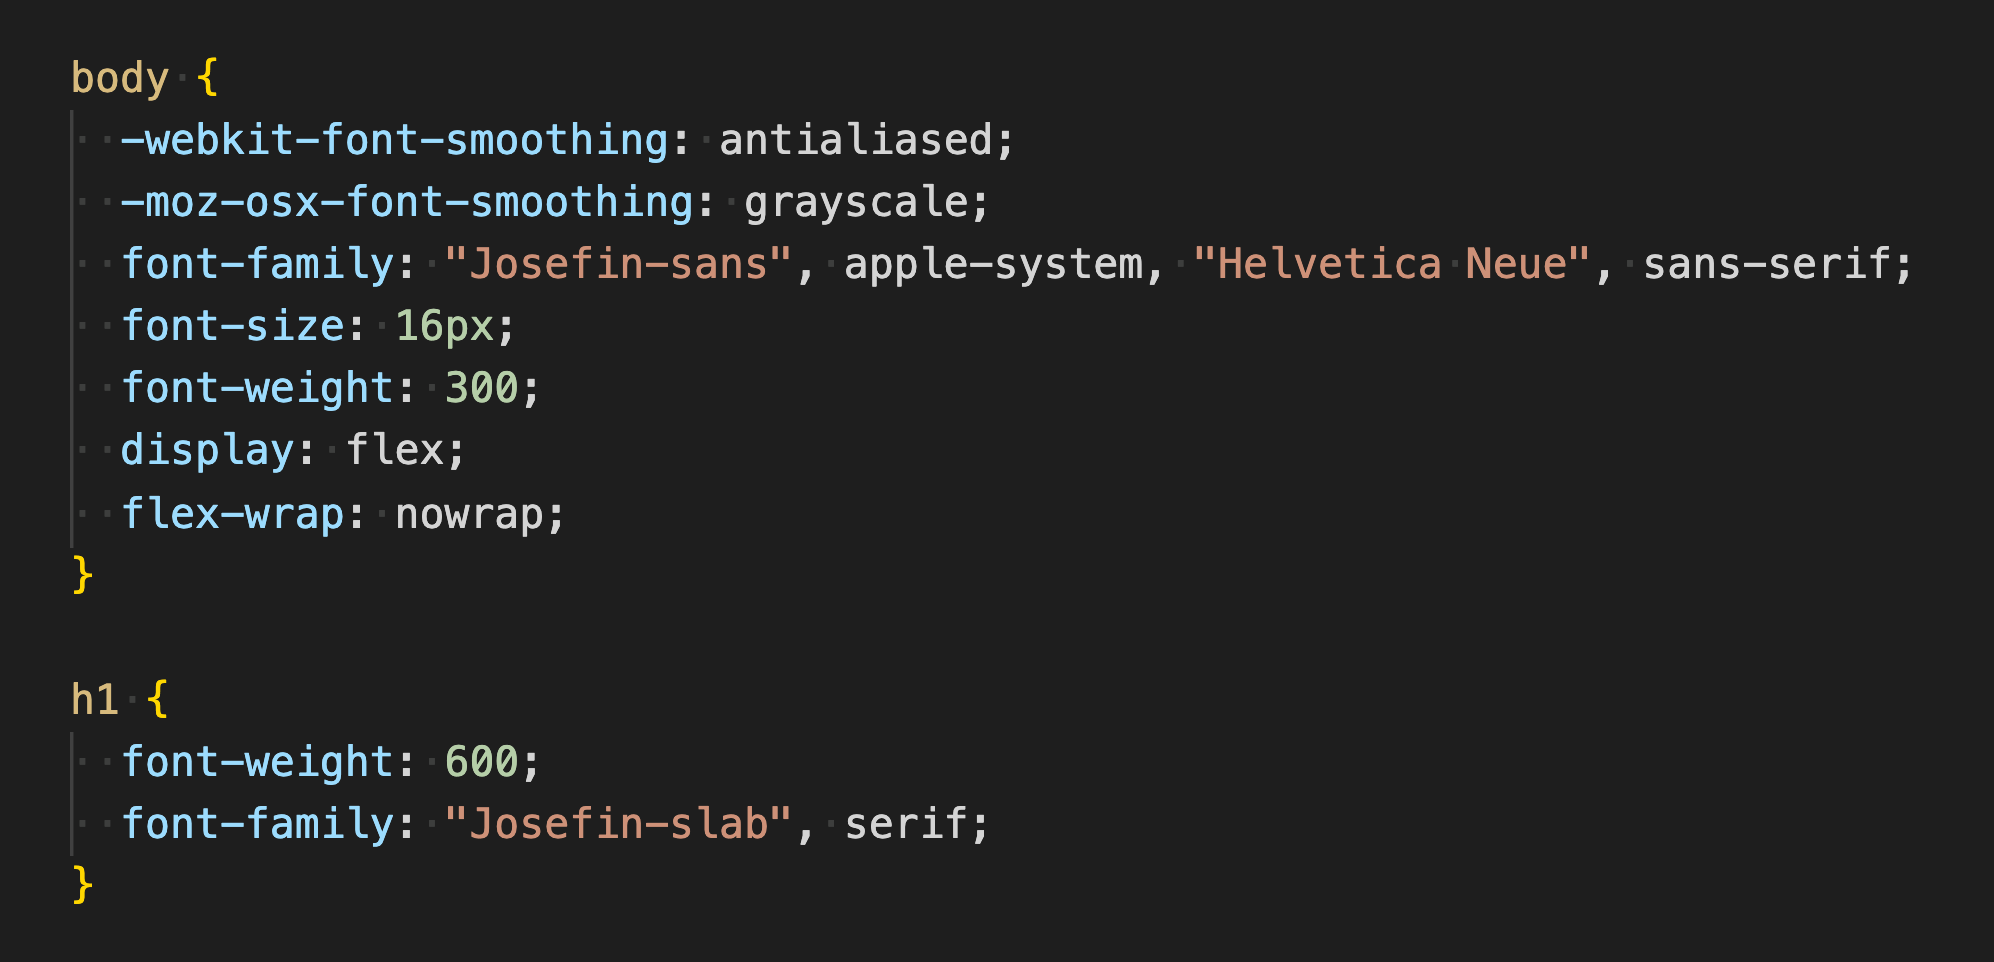 body {
  -webkit-font-smoothing: antialiased;
  -moz-osx-font-smoothing: grayscale;
  font-family: "Josefin-sans", apple-system, "Helvetica Neue", sans-serif;
  font-size: 16px;
  font-weight: 300;
  display: flex;
  flex-wrap: nowrap;
}

h1 {
  font-weight: 600;
  font-family: "Josefin-slab", serif;
}